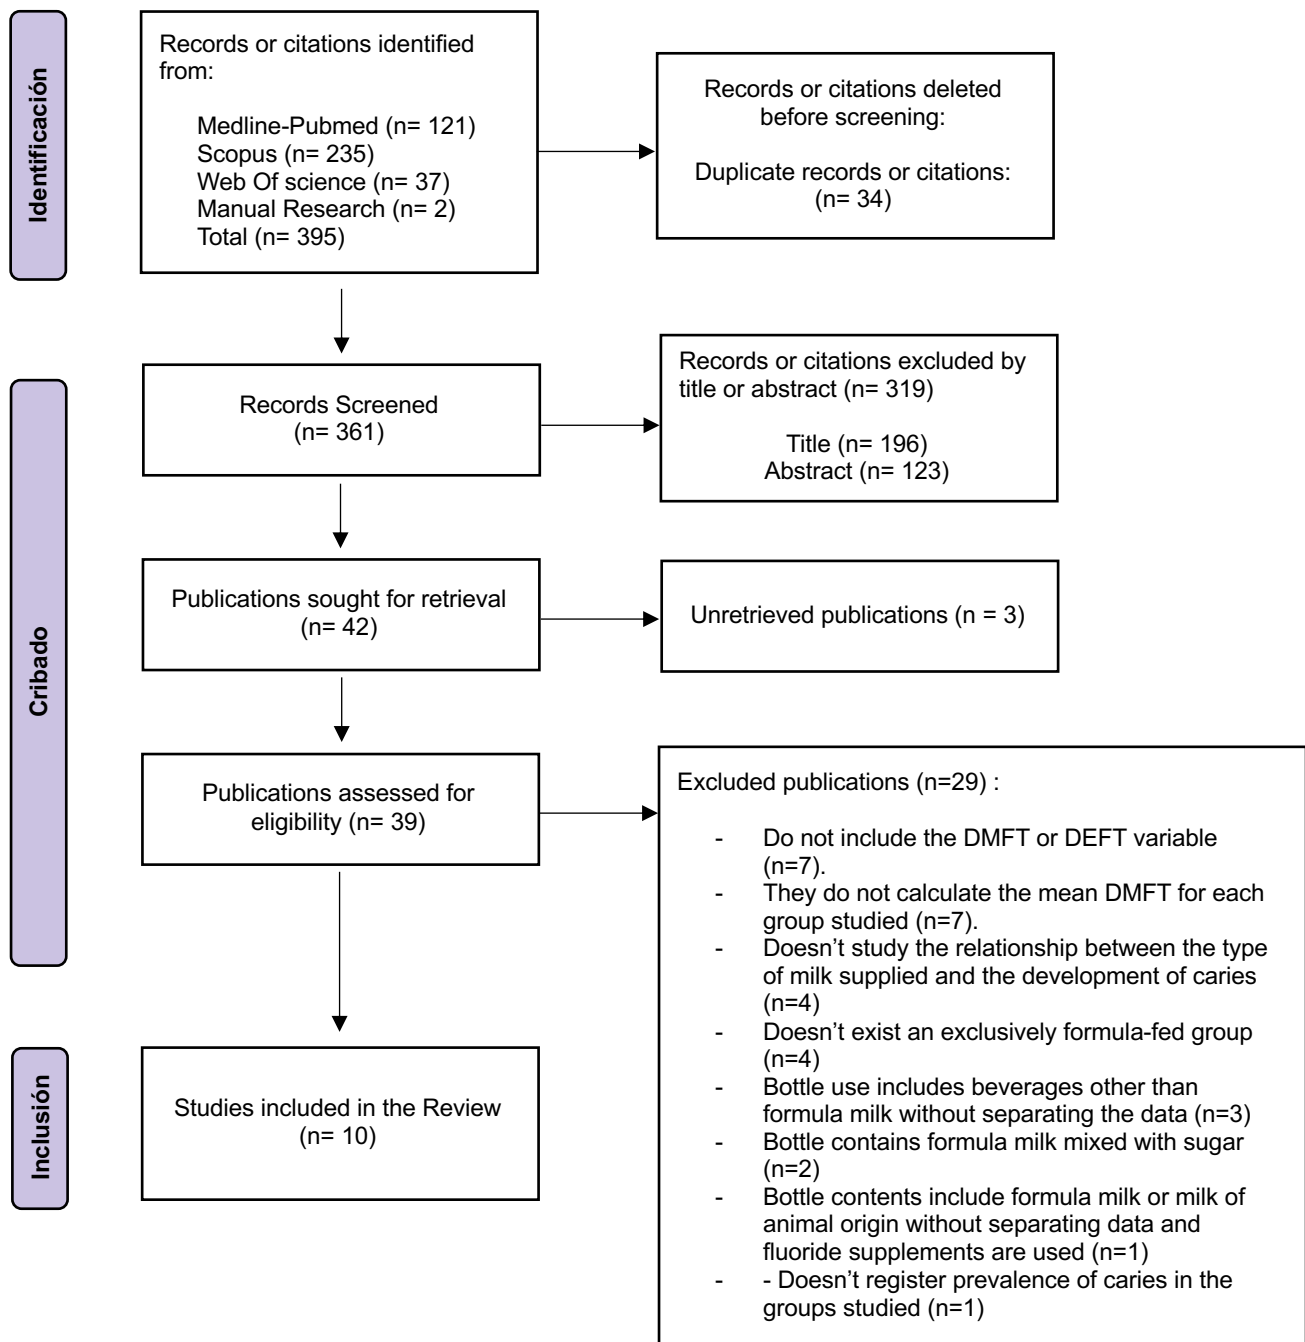 Identificación
Records or citations identified
from:
Medline-Pubmed (n= 121)
Scopus (n= 235)
Web Of science (n= 37)
Manual Research (n= 2)
Total (n= 395)
Records or citations deleted
before screening:
Duplicate records or citations:
(n= 34)
Cribado
Records Screened
(n= 361)
Records or citations excluded by
title or abstract (n= 319)
Title (n= 196)
Abstract (n= 123)
Publications sought for retrieval
(n= 42)
Unretrieved publications (n = 3)
Publications assessed for
eligibility (n= 39)
Excluded publications (n=29) :
- Do not include the DMFT or DEFT variable
(n=7).
- They do not calculate the mean DMFT for each
group studied (n=7).
- Doesn’t study the relationship between the type
of milk supplied and the development of caries
(n=4)
- Doesn’t exist an exclusively formula-fed group
(n=4)
- Bottle use includes beverages other than
formula milk without separating the data (n=3)
- Bottle contains formula milk mixed with sugar
(n=2)
- Bottle contents include formula milk or milk of
animal origin without separating data and
fluoride supplements are used (n=1)
- - Doesn’t register prevalence of caries in the
groups studied (n=1)
Inclusión
Studies included in the Review
(n= 10)